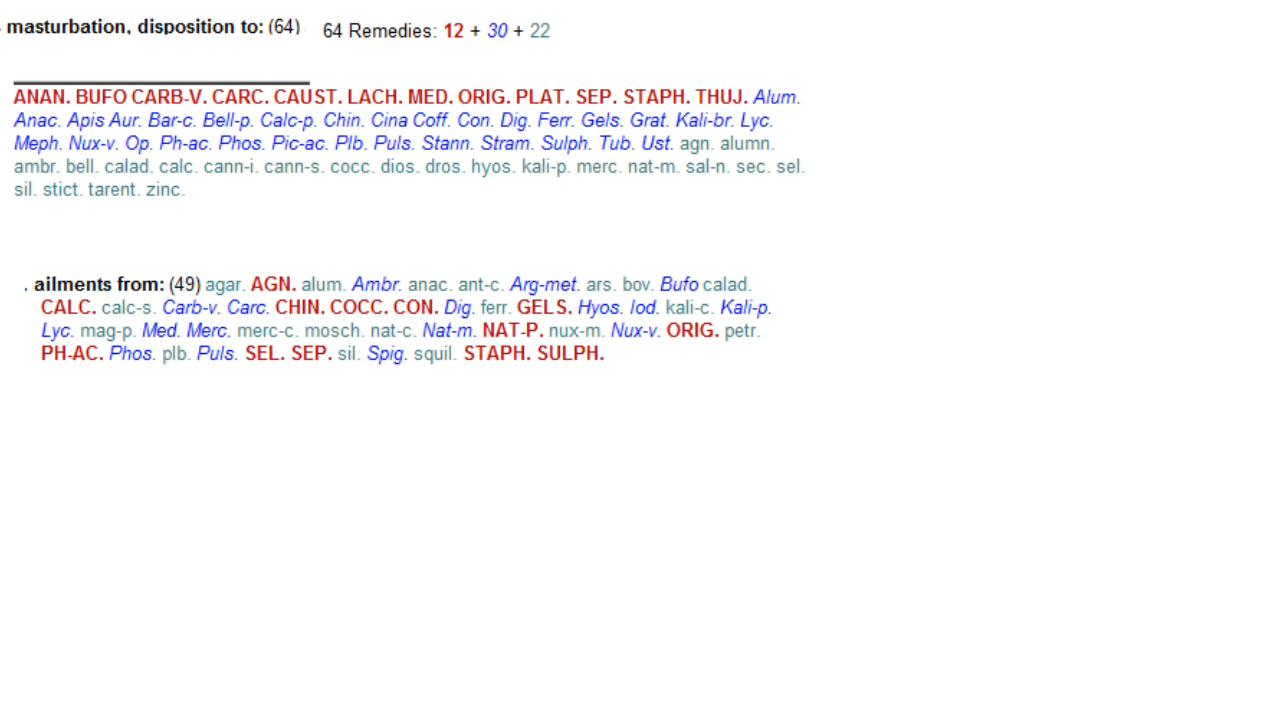 masturbation, disposition to: (64) 64 Remedies: 12 + 30 + 22
ANAN. BUFO CARB-V. CARC. CAUST. LACH. MED. ORIG. PLAT. SEP. STAPH. THUJ. Alum.
Anac. Apis Aur. Bar-c. Bell-p. Calc-p. Chin. Cina Coff. Con. Dig. Ferr. Gels. Grat. Kali-br. Lyc.
Meph. Nux-v. Op. Ph-ac. Phos. Pic-ac. Plb. Puls. Stann. Stram. Sulph. Tub. Ust. agn. alumn.
ambr. bell. calad. calc. cann-i. cann-s. cocc. dios. dros. hyos. kali-p. merc. nat-m. sal-n. sec. sel.
sil. stict. tarent. zinc.
. ailments from: (49) agar. AGN. alum. Ambr. anac. ant-c. Arg-met. ars. bov. Bufo calad.
CALC. calc-s. Carb-v. Carc. CHIN. COCC. CON. Dig. ferr. GELS. Hyos. Iod. kali-c. Kali-p.
Lyc. mag-p. Med. Merc. merc-c. mosch. nat-c. Nat-m. NAT-P. nux-m. Nux-v. ORIG. petr.
PH-AC. Phos. plb. Puls. SEL. SEP. sil. Spig. squil. STAPH. SULPH.